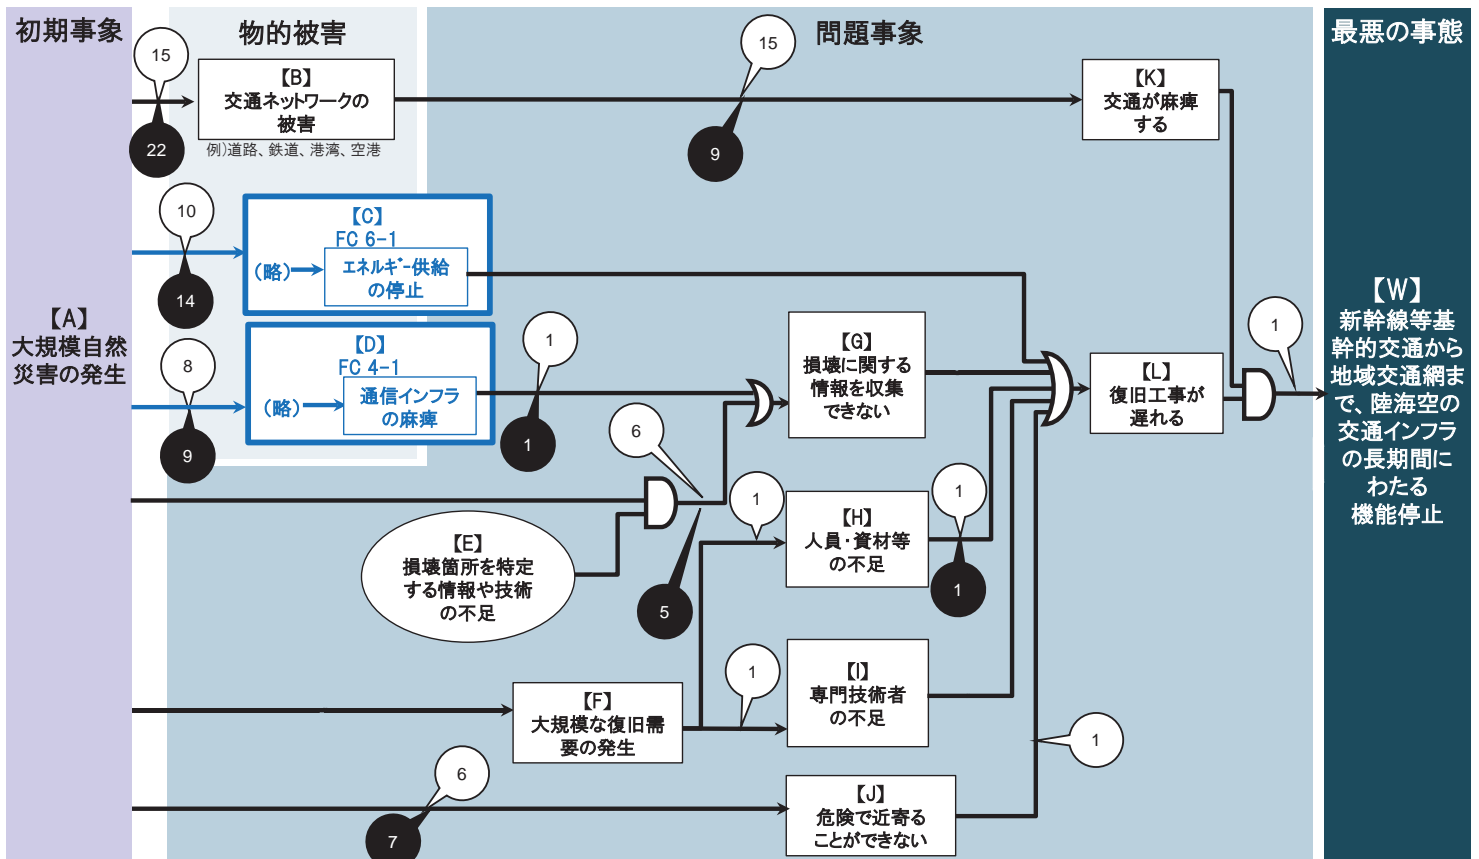 初期事象
物的被害
問題事象
最悪の事態
【A】
大規模自然
災害の発生
15
22
【B】
交通ネットワークの
被害
例)道路、鉄道、港湾、空港
15
9
【K】
交通が麻痺
する
10
14
【C】
FC 6-1
(略)
エネルギー供給
の停止
8
9
【D】
FC 4-1
(略)
通信インフラ
の麻痺
1
1
【G】
損壊に関する
情報を収集
できない
【L】
復旧工事が
遅れる
1
【W】
新幹線等基
幹的交通から
地域交通網ま
で、陸海空の
交通インフラ
の長期間に
わたる
機能停止
6
5
【E】
損壊箇所を特定
する情報や技術
の不足
1
【H】
人員・資材等
の不足
1
1
【F】
大規模な復旧需
要の発生
1
【I】
専門技術者
の不足
1
6
7
【J】
危険で近寄る
ことができない